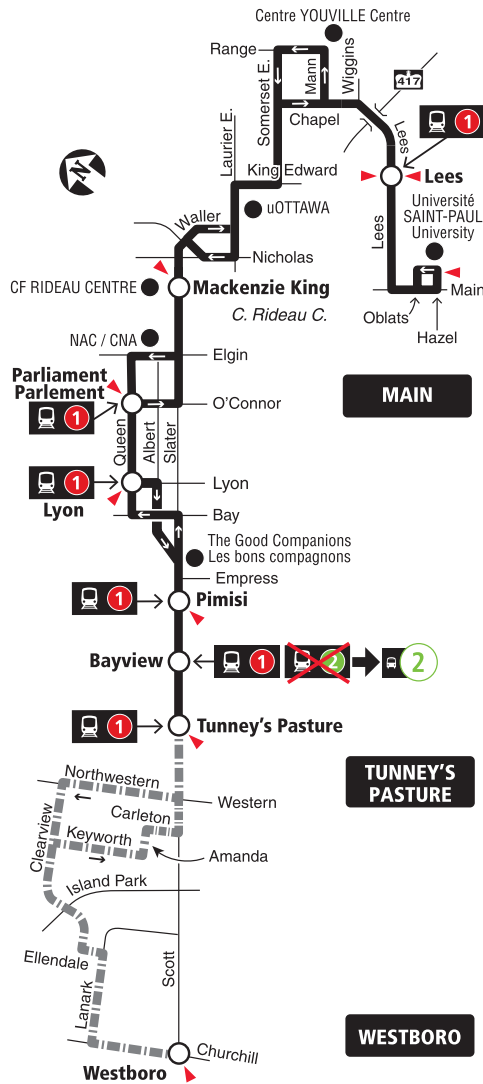 Centre YOUVILLE Centre
Range
Mann
Wiggins
417
Somerset E.
Chapel
Lees
1
Laurier E.
King Edward
Lees
Université
SAINT-PAUL
University
N
uOTTAWA
Waller
Lees
Nicholas
CF RIDEAU CENTRE
Mackenzie King
C. Rideau C.
Main
Oblats
Hazel
NAC / CNA
Elgin
Parliament
Parlement
1
O'Connor
MAIN
Queen
Albert
Slater
1
Lyon
Lyon
Bay
The Good Companions
Les bons compagnons
Empress
1
Pimisi
Bayview
1
2
2
1
Tunney's Pasture
Northwestern
Western
TUNNEY'S
PASTURE
Carleton
Clearview
Keyworth
Amanda
Island Park
Ellendale
Scott
Lanark
WESTBORO
Churchill
Westboro